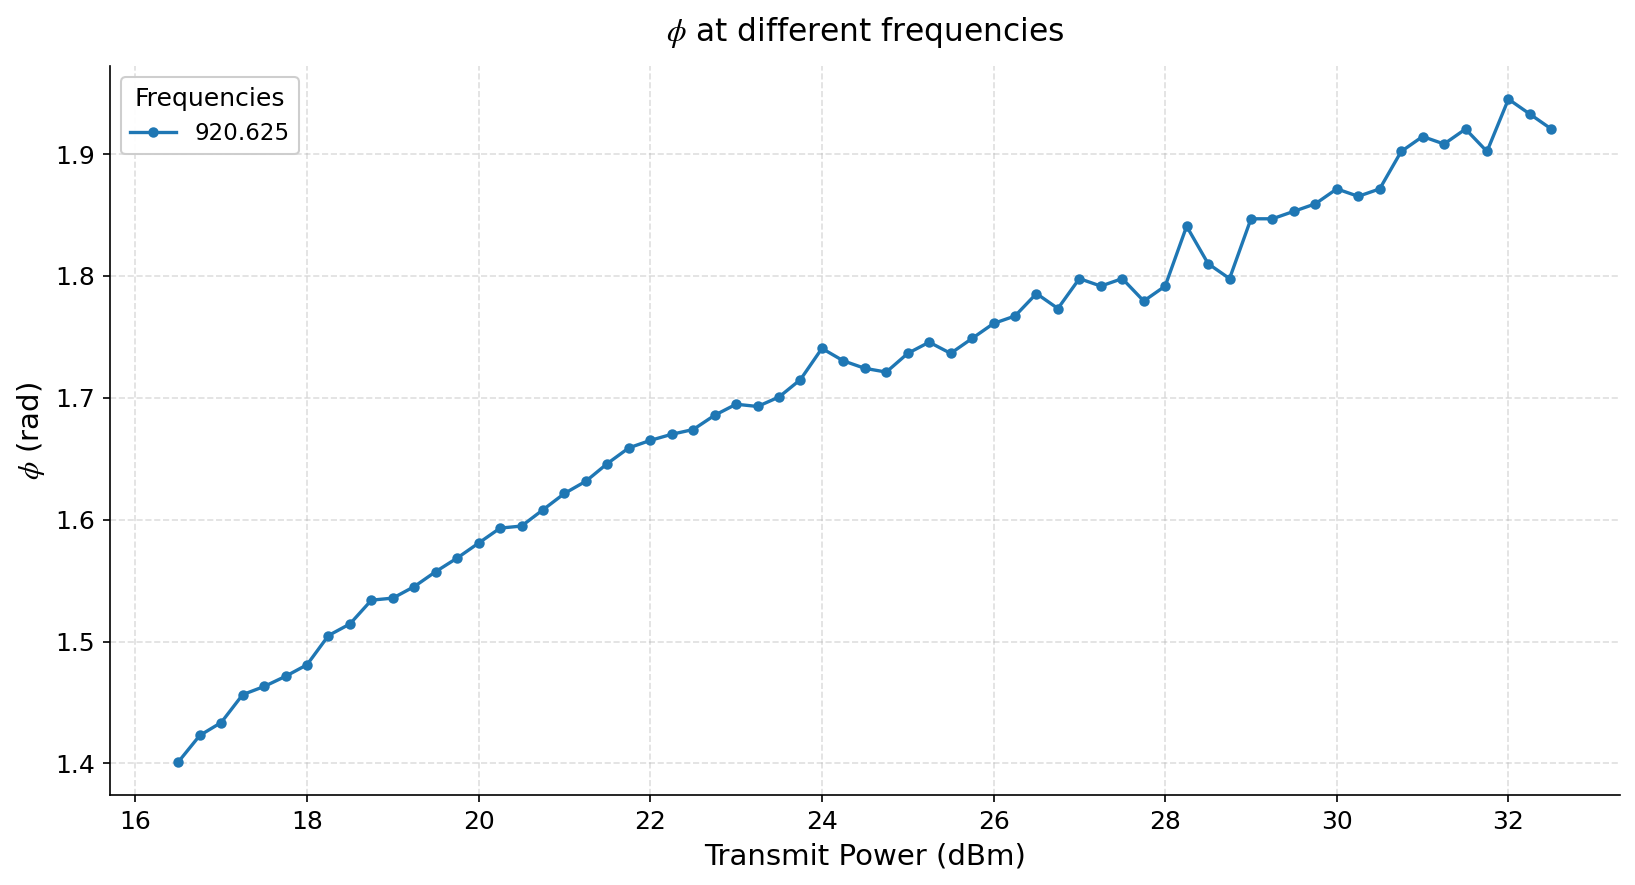 ϕ at different frequencies
Frequencies
920.625
1.9
1.8
1.7
1.6
1.5
1.4
ϕ (rad)
16 18 20 22 24 26 28 30 32
Transmit Power (dBm)